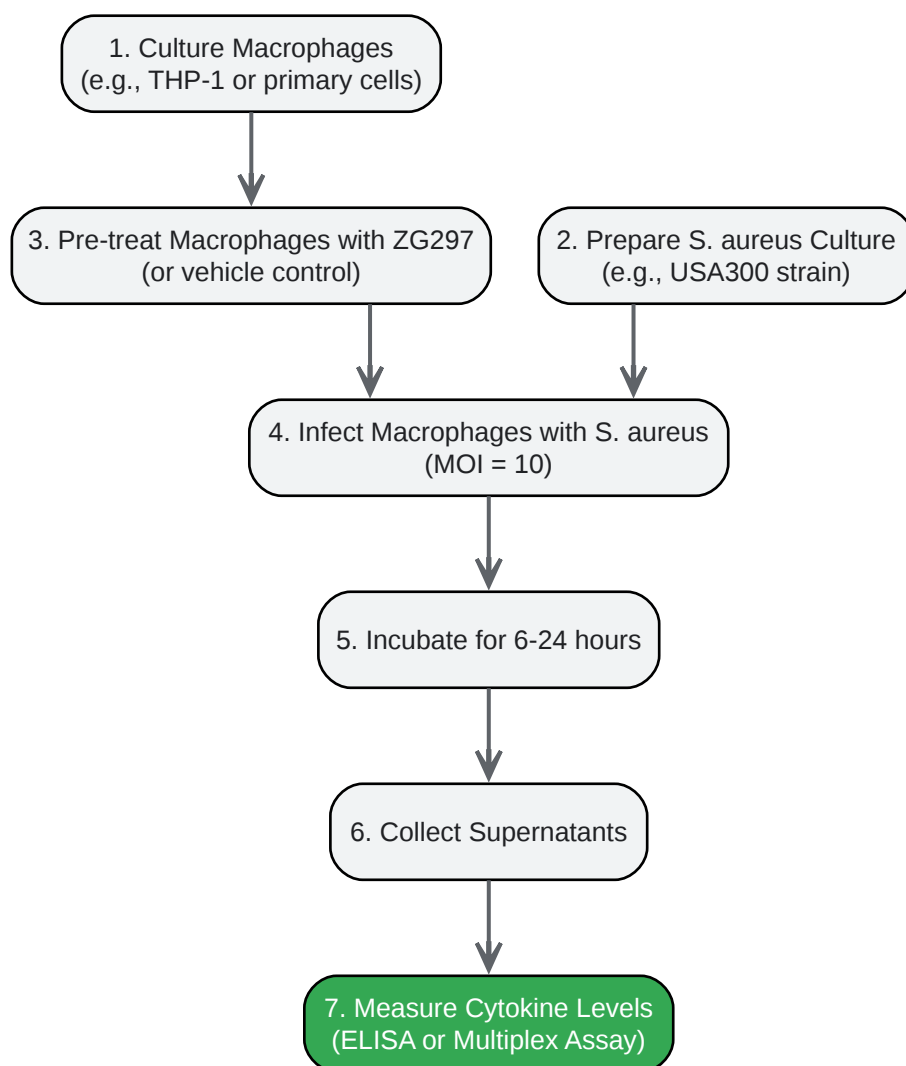 1. Culture Macrophages
(e.g., THP-1 or primary cells)
3. Pre-treat Macrophages with ZG297
(or vehicle control)
2. Prepare S. aureus Culture
(e.g., USA300 strain)
4. Infect Macrophages with S. aureus
(MOI = 10)
5. Incubate for 6-24 hours
6. Collect Supernatants
7. Measure Cytokine Levels
(ELISA or Multiplex Assay)